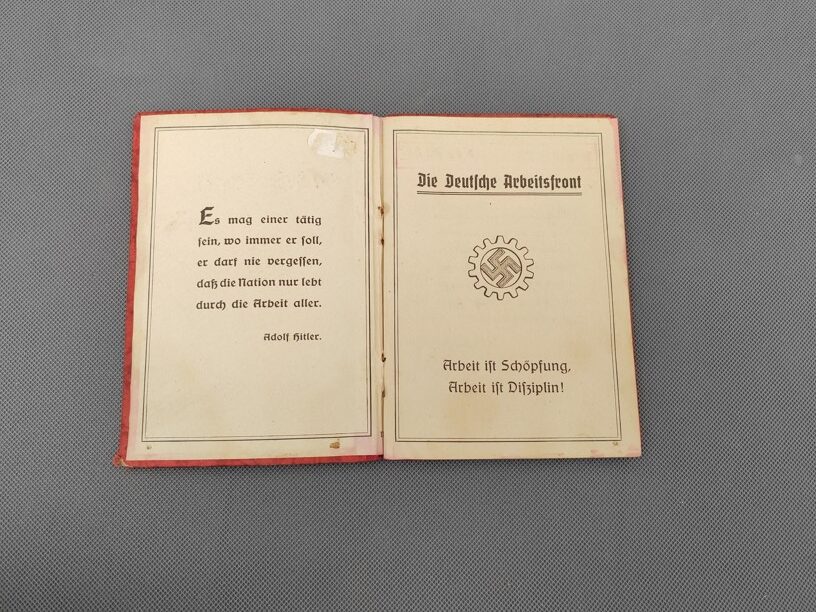 Es mag einer tätig
sein, wo immer er soll,
er darf nie vergessen,
daß die Nation nur lebt
durch die Arbeit aller.
Adolf Hitler.
Die Deutsche Arbeitsfront
Arbeit ist Schöpfung,
Arbeit ist Disziplin!